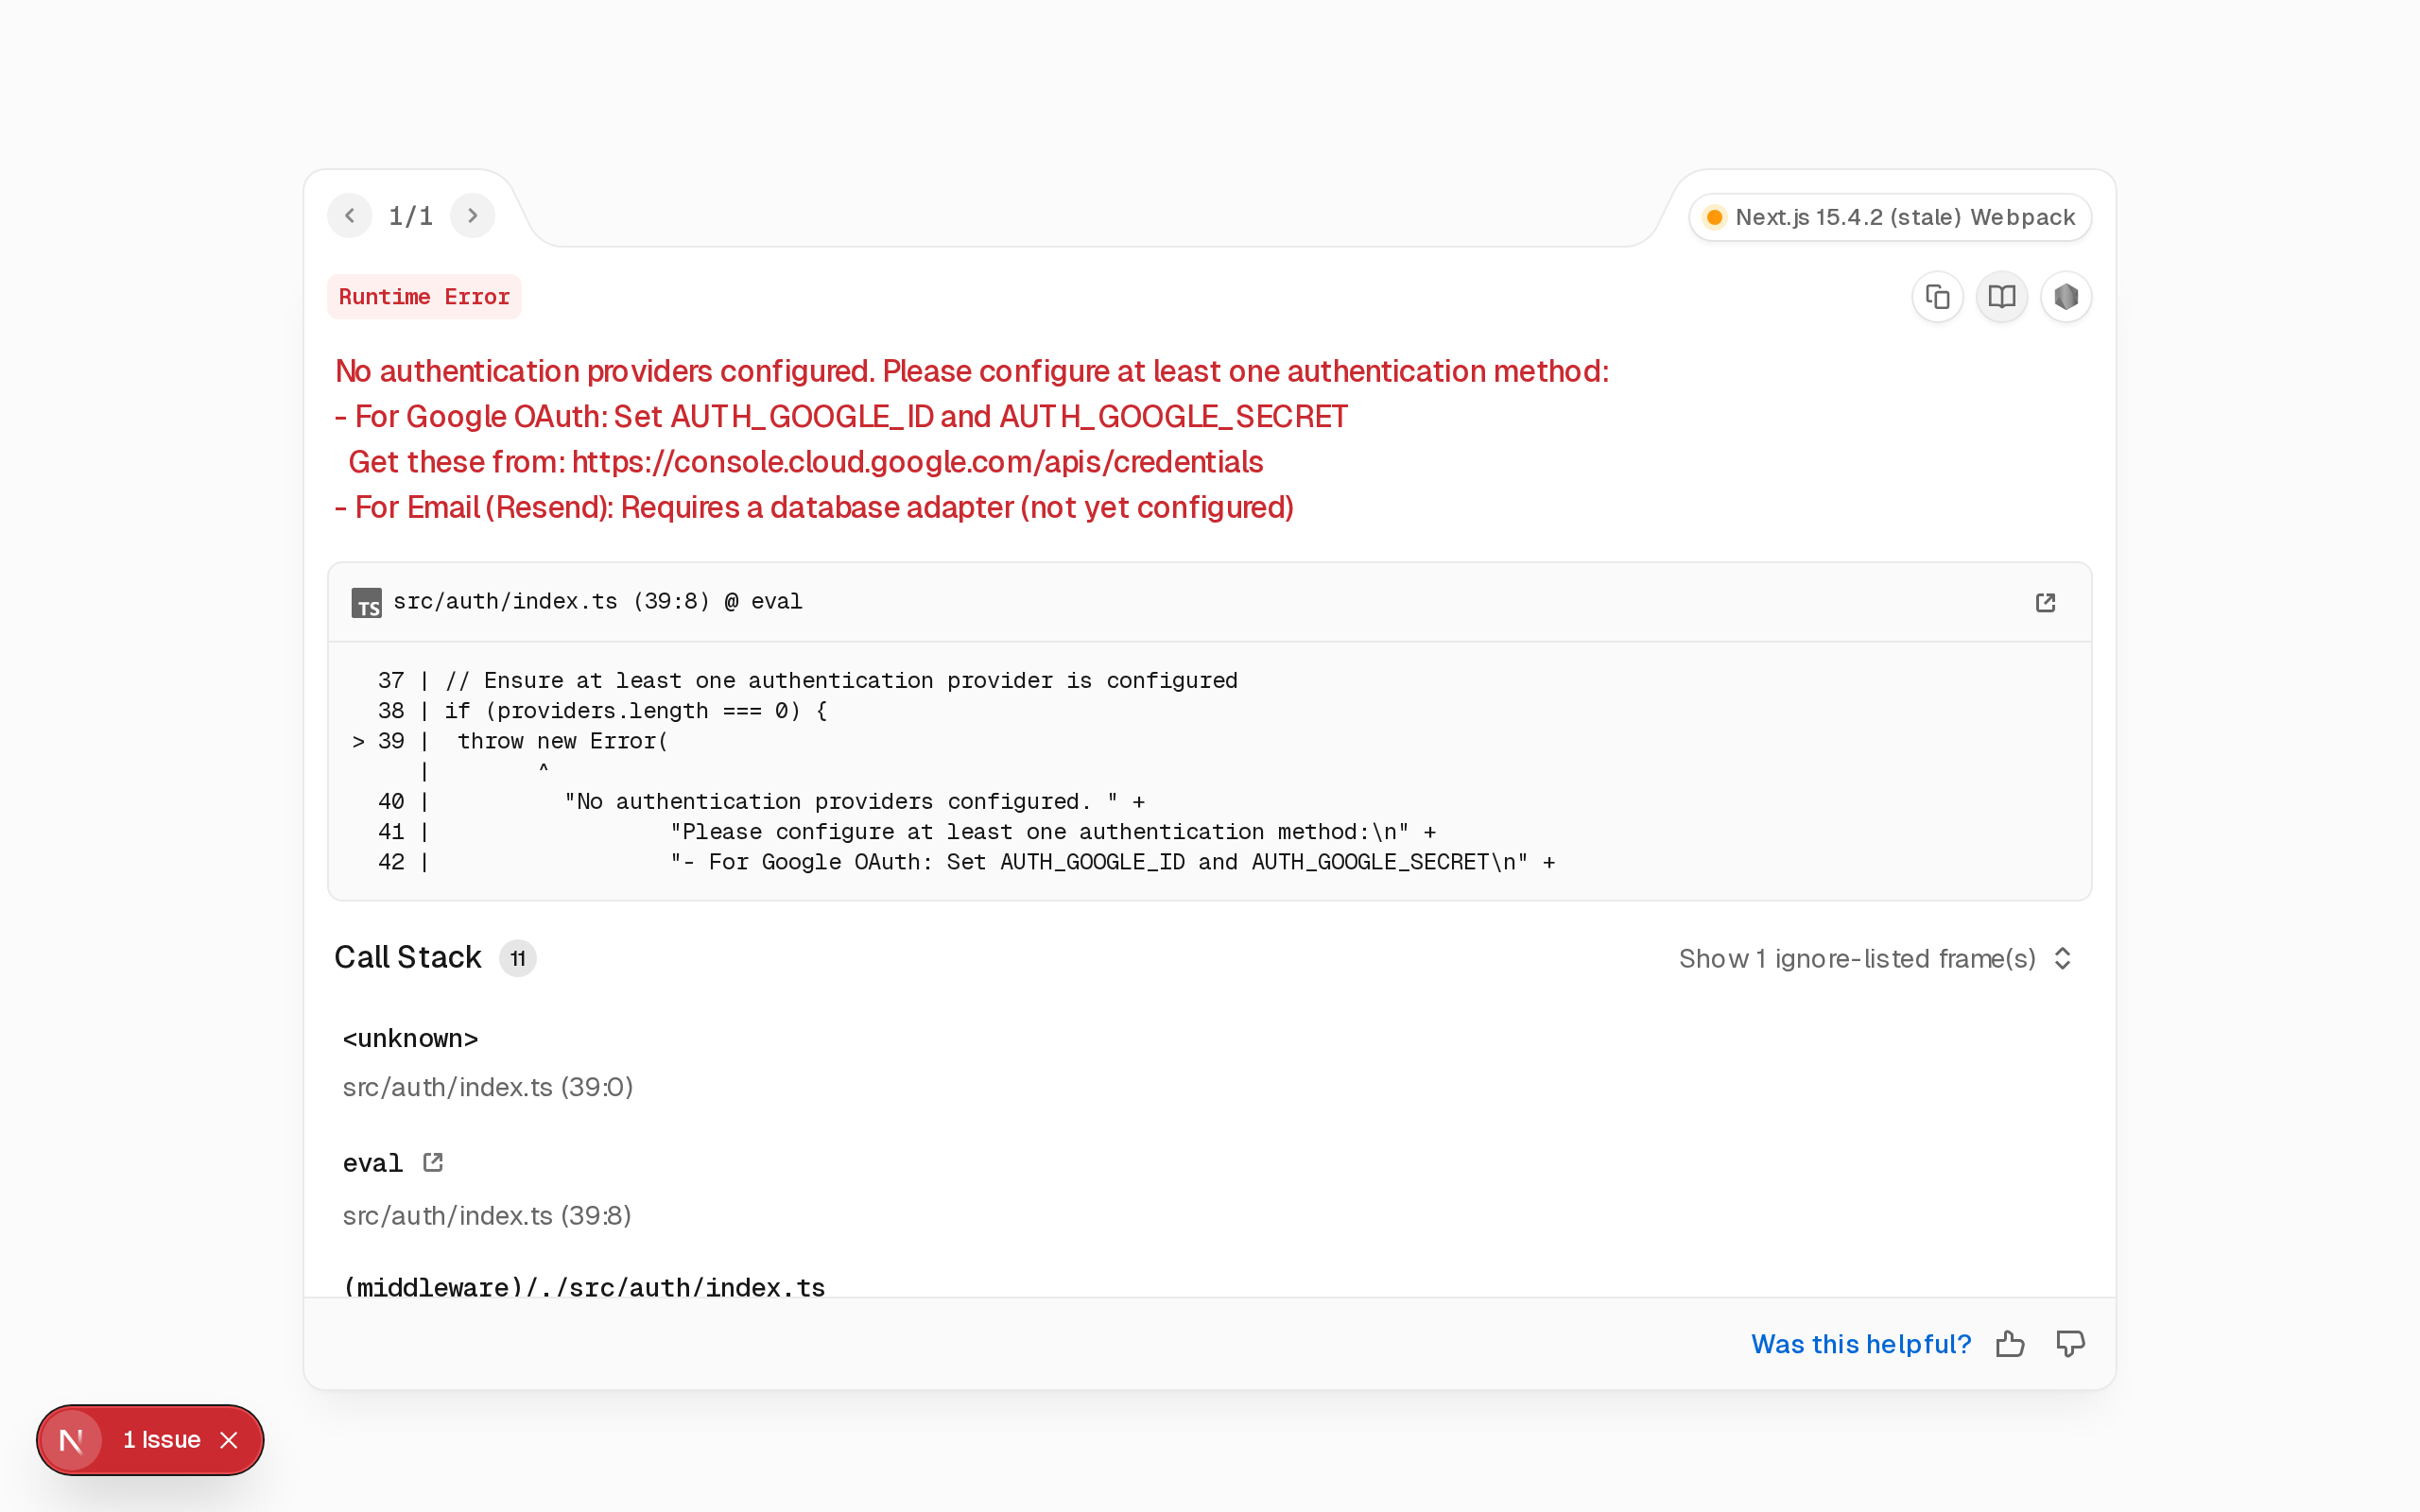 1/1
Next.js 15.4.2 (stale) Webpack
Runtime Error
No authentication providers configured. Please configure at least one authentication method:
- For Google OAuth: Set AUTH_GOOGLE_ID and AUTH_GOOGLE_SECRET
Get these from: https://console.cloud.google.com/apis/credentials
- For Email (Resend): Requires a database adapter (not yet configured)
TS src/auth/index.ts (39:8) @ eval
37 | // Ensure at least one authentication provider is configured
38 | if (providers.length === 0) {
> 39 |  throw new Error(
|        ^
40 |          "No authentication providers configured. " +
41 |                  "Please configure at least one authentication method:\n" +
42 |                  "- For Google OAuth: Set AUTH_GOOGLE_ID and AUTH_GOOGLE_SECRET\n" +
Call Stack 11
Show 1 ignore-listed frame(s)
<unknown>
src/auth/index.ts (39:0)
eval
src/auth/index.ts (39:8)
(middleware)/./src/auth/index.ts
Was this helpful?
N 1 Issue